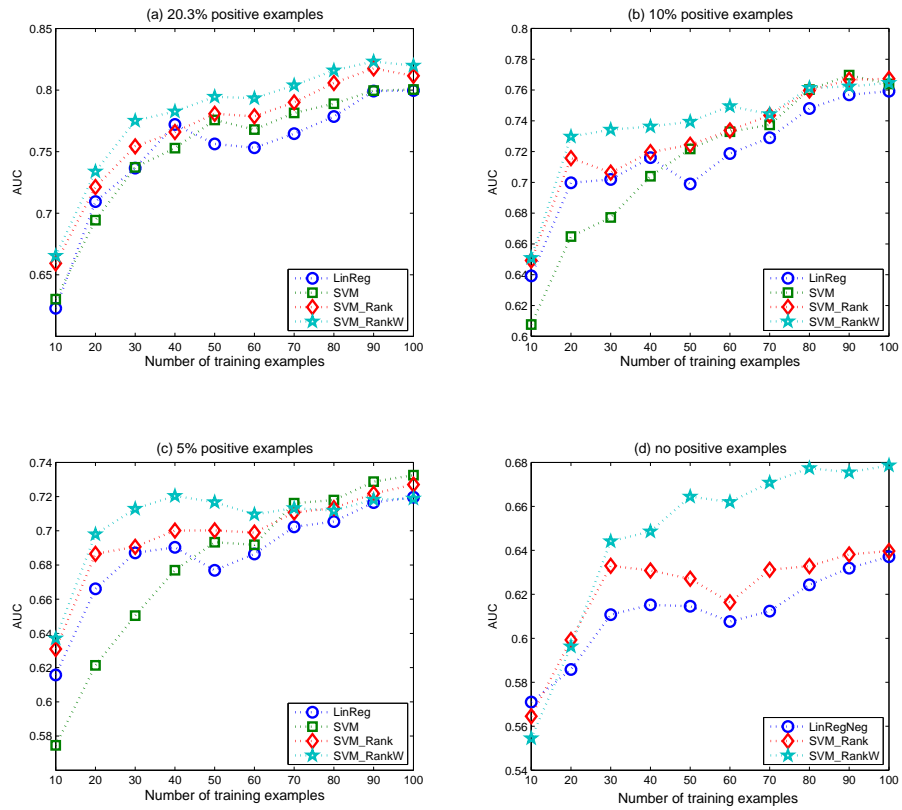 (a) 20.3% positive examples
0.85
0.8
0.75
0.7
0.65
AUC
10 20 30 40 50 60 70 80 90 100
Number of training examples
LinReg
SVM
SVM_Rank
SVM_RankW
(b) 10% positive examples
0.8
0.78
0.76
0.74
0.72
0.7
0.68
0.66
0.64
0.62
0.6
AUC
10 20 30 40 50 60 70 80 90 100
Number of training examples
LinReg
SVM
SVM_Rank
SVM_RankW
(c) 5% positive examples
0.74
0.72
0.7
0.68
0.66
0.64
0.62
0.6
0.58
AUC
10 20 30 40 50 60 70 80 90 100
Number of training examples
LinReg
SVM
SVM_Rank
SVM_RankW
(d) no positive examples
0.68
0.66
0.64
0.62
0.6
0.58
0.56
0.54
AUC
10 20 30 40 50 60 70 80 90 100
Number of training examples
LinRegNeg
SVM_Rank
SVM_RankW